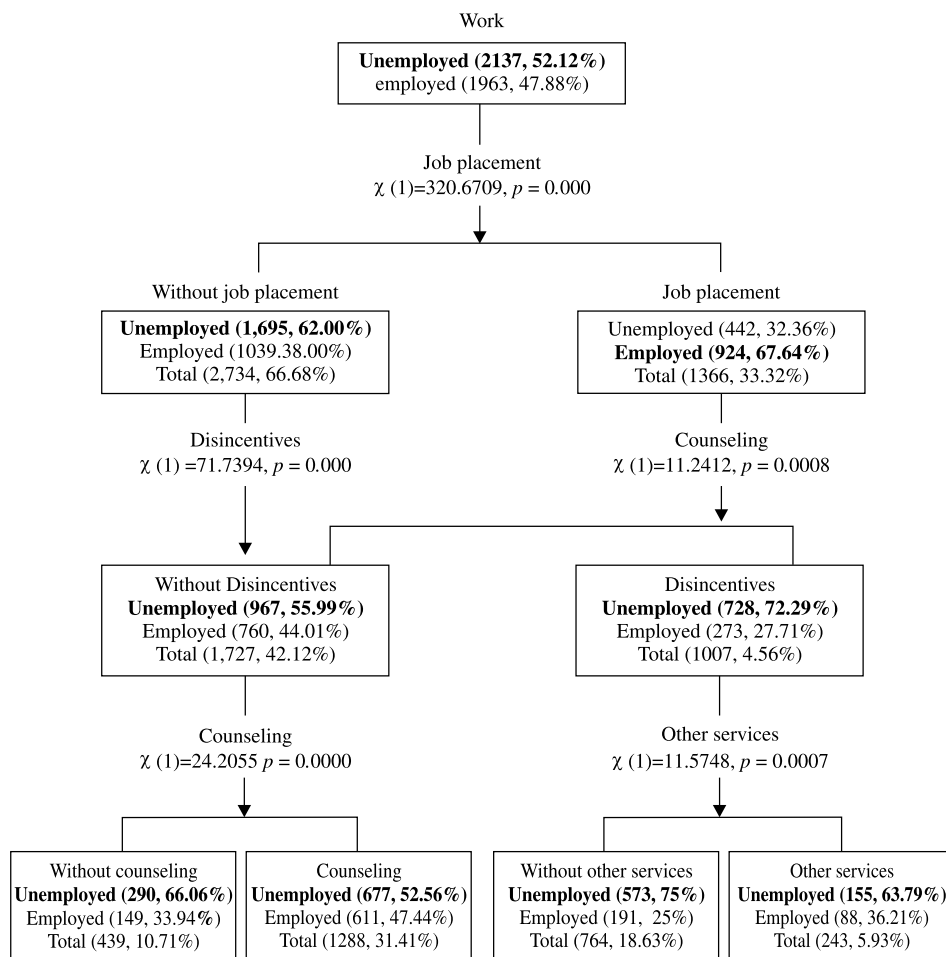 Work
Unemployed (2137, 52.12%)
employed (1963, 47.88%)
Job placement
χ (1)=320.6709, p = 0.000
Without job placement
Unemployed (1,695, 62.00%)
Employed (1039.38.00%)
Total (2,734, 66.68%)
Job placement
Unemployed (442, 32.36%)
Employed (924, 67.64%)
Total (1366, 33.32%)
Disincentives
χ (1) =71.7394, p = 0.000
Counseling
χ (1)=11.2412, p = 0.0008
Without Disincentives
Unemployed (967, 55.99%)
Employed (760, 44.01%)
Total (1,727, 42.12%)
Disincentives
Unemployed (728, 72.29%)
Employed (273, 27.71%)
Total (1007, 4.56%)
Counseling
χ (1)=24.2055 p = 0.0000
Other services
χ (1)=11.5748, p = 0.0007
Without counseling
Unemployed (290, 66.06%)
Employed (149, 33.94%)
Total (439, 10.71%)
Counseling
Unemployed (677, 52.56%)
Employed (611, 47.44%)
Total (1288, 31.41%)
Without other services
Unemployed (573, 75%)
Employed (191, 25%)
Total (764, 18.63%)
Other services
Unemployed (155, 63.79%)
Employed (88, 36.21%)
Total (243, 5.93%)